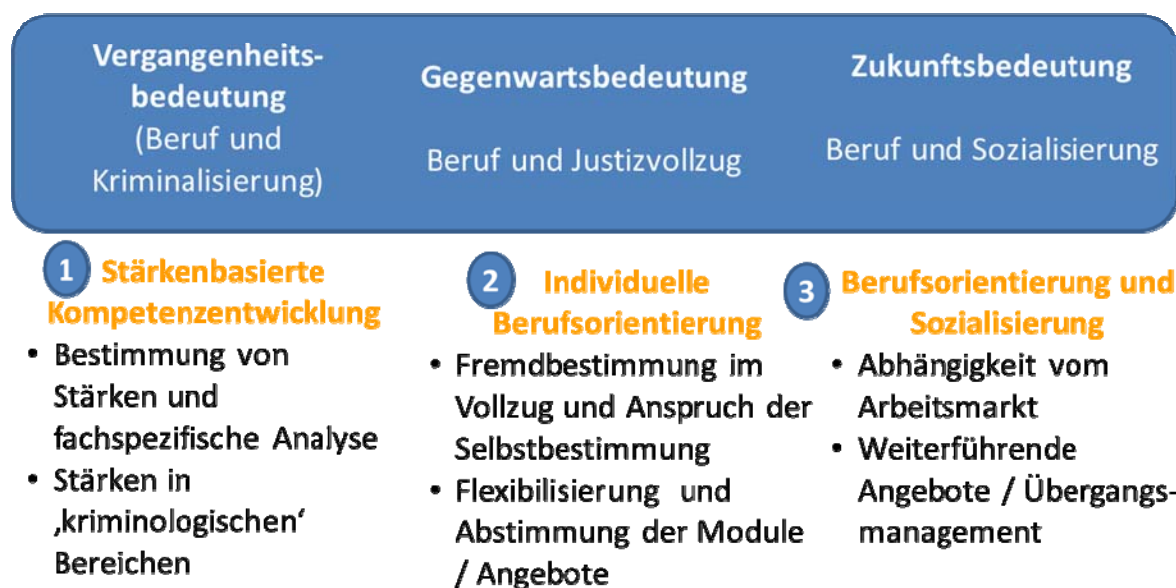 Vergangenheits-
bedeutung
(Beruf und
Kriminalisierung)
Gegenwartsbedeutung
Beruf und Justizvollzug
Zukunftsbedeutung
Beruf und Sozialisierung
1 Stärkenbasierte
Kompetenzentwicklung
• Bestimmung von
Stärken und
fachspezifische Analyse
• Stärken in
‚kriminologischen‘
Bereichen
2 Individuelle
Berufsorientierung
• Fremdbestimmung im
Vollzug und Anspruch der
Selbstbestimmung
• Flexibilisierung und
Abstimmung der Module
/ Angebote
3 Berufsorientierung und
Sozialisierung
• Abhängigkeit vom
Arbeitsmarkt
• Weiterführende
Angebote / Übergangs-
management